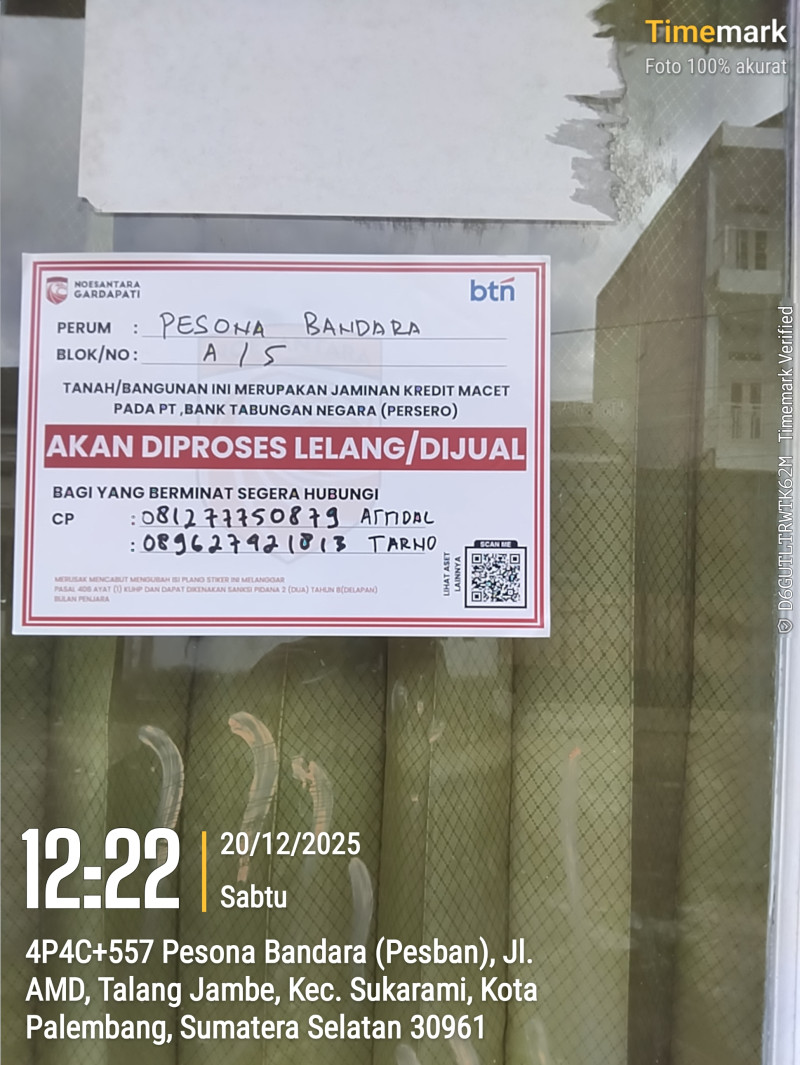 Timemark
Foto 100% akurat
NOESANTARA
GARDAPATI
btn
PERUM : PESONA BANDARA
BLOK/NO : A / 5
TANAH/BANGUNAN INI MERUPAKAN JAMINAN KREDIT MACET
PADA PT ,BANK TABUNGAN NEGARA (PERSERO)
AKAN DIPROSES LELANG/DIJUAL
BAGI YANG BERMINAT SEGERA HUBUNGI
CP : 081277750879
: 089627921813 TARNO
SCAN ME
LIHAT ASET
LAINNYA
MERUSAK MENCABUT MENGUBAH ISI PLANG STIKER INI MELANGGAR
PASAL 406 AYAT (1) KUHP DAN DAPAT DIKENAKAN SANKSI PIDANA 2 (DUA) TAHUN 8(DELAPAN)
BULAN PENJARA
12:22
20/12/2025
Sabtu
4P4C+557 Pesona Bandara (Pesban), Jl.
AMD, Talang Jambe, Kec. Sukarami, Kota
Palembang, Sumatera Selatan 30961
Timemark Verified